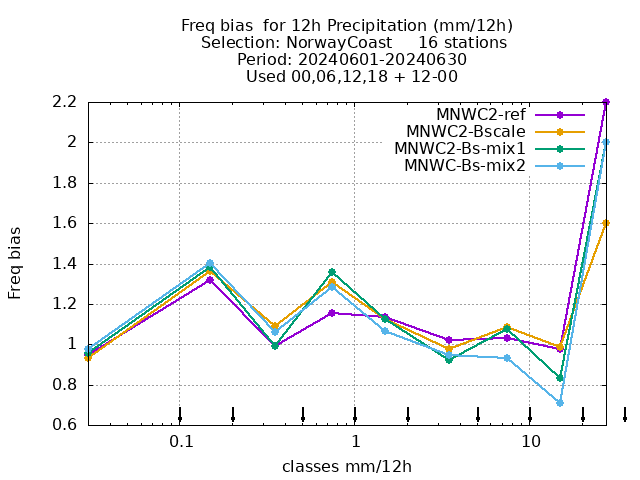 Freq bias  for 12h Precipitation (mm/12h)
Selection: NorwayCoast     16 stations
Period: 20240601-20240630
Used 00,06,12,18 + 12-00
MNWC2-ref
MNWC2-Bscale
MNWC2-Bs-mix1
MNWC-Bs-mix2
2.2
2
1.8
1.6
1.4
1.2
1
0.8
0.6
Freq bias
0.1
1
10
classes mm/12h